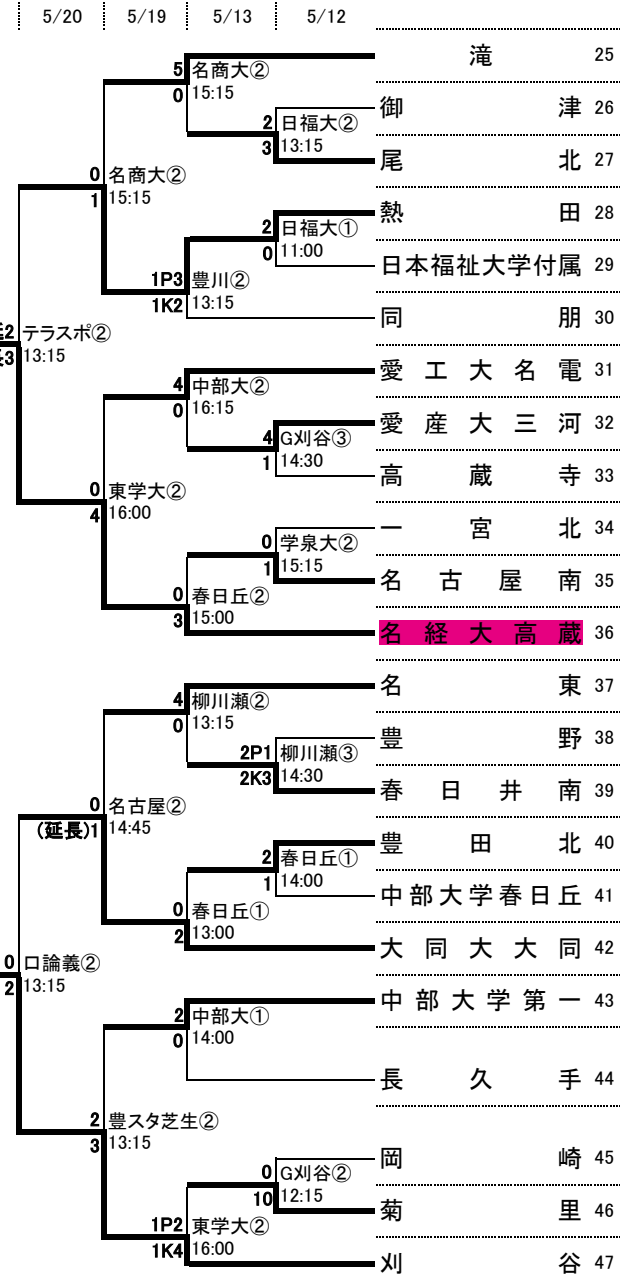 5/20 5/19 5/13 5/12
滝 25
5 名商大②
0 15:15
御津 26
2 日福大②
3 13:15
尾北 27
0 名商大②
1 15:15
熱田 28
2 日福大①
0 11:00
日本福祉大学付属 29
1P3 豊川②
1K2 13:15
同朋 30
2 テラスポ②
3 13:15
愛工大名電 31
4 中部大②
0 16:15
愛産大三河 32
4 G刈谷③
1 14:30
高蔵寺 33
0 東学大②
4 16:00
一宮北 34
0 学泉大②
1 15:15
名古屋南 35
0 春日丘②
3 15:00
名経大高蔵 36
名東 37
4 柳川瀬②
0 13:15
豊野 38
2P1 柳川瀬③
2K3 14:30
春日井南 39
0 名古屋②
(延長)1 14:45
豊田北 40
2 春日丘①
1 14:00
中部大学春日丘 41
0 春日丘①
2 13:00
大同大大同 42
0 口論義②
2 13:15
中部大学第一 43
2 中部大①
0 14:00
長久手 44
2 豊スタ芝生②
3 13:15
岡崎 45
0 G刈谷②
10 12:15
菊里 46
1P2 東学大②
1K4 16:00
刈谷 47